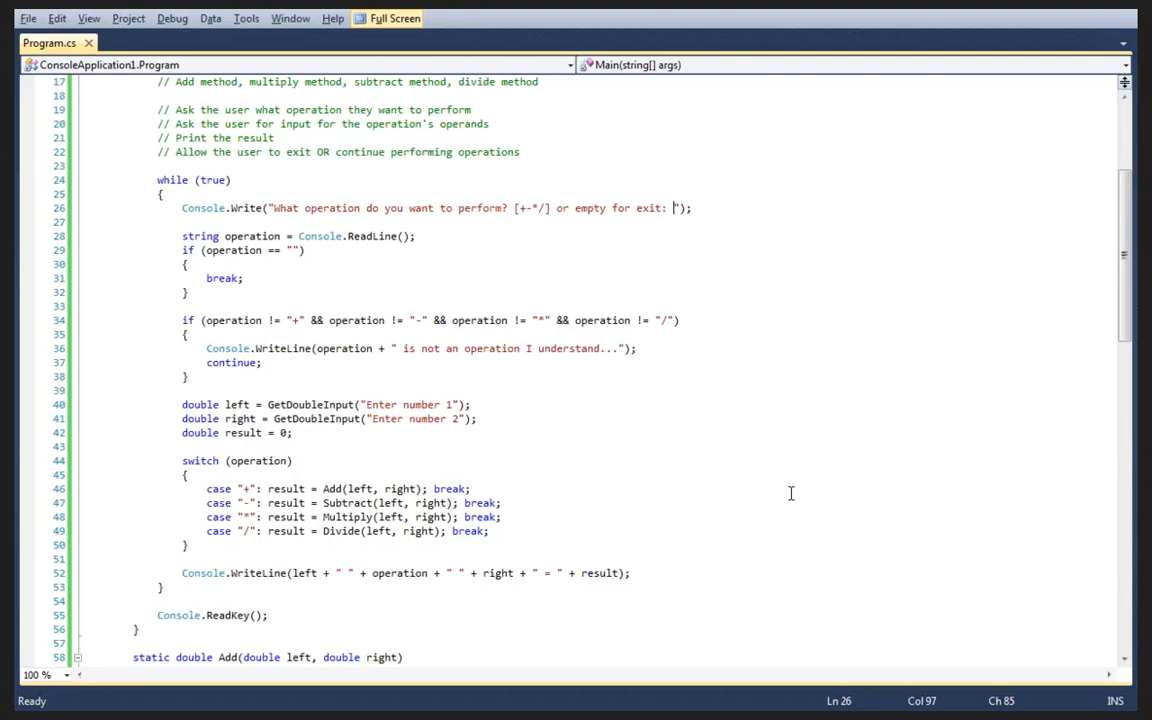 File Edit View Project Debug Data Tools Window Help Full Screen
Program.cs
ConsoleApplication1.Program Main(string[] args)
17 // Add method, multiply method, subtract method, divide method
18
19 // Ask the user what operation they want to perform
20 // Ask the user for input for the operation's operands
21 // Print the result
22 // Allow the user to exit OR continue performing operations
23
24 while (true)
25 {
26 Console.Write("What operation do you want to perform? [+-*/] or empty for exit: ");
27
28 string operation = Console.ReadLine();
29 if (operation == "")
30 {
31 break;
32 }
33
34 if (operation != "+" && operation != "-" && operation != "*" && operation != "/")
35 {
36 Console.WriteLine(operation + " is not an operation I understand...");
37 continue;
38 }
39
40 double left = GetDoubleInput("Enter number 1");
41 double right = GetDoubleInput("Enter number 2");
42 double result = 0;
43
44 switch (operation)
45 {
46 case "+": result = Add(left, right); break;
47 case "-": result = Subtract(left, right); break;
48 case "*": result = Multiply(left, right); break;
49 case "/": result = Divide(left, right); break;
50 }
51
52 Console.WriteLine(left + " " + operation + " " + right + " = " + result);
53 }
54
55 Console.ReadKey();
56 }
57
58 static double Add(double left, double right)
100 %
Ready Ln 26 Col 97 Ch 85 INS